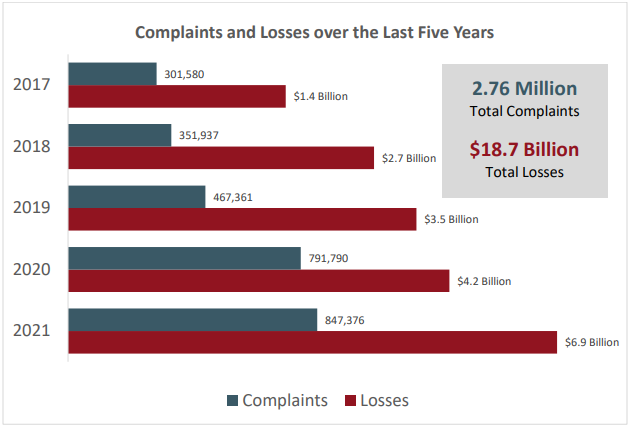 Complaints and Losses over the Last Five Years
2017
301,580
$1.4 Billion
2.76 Million
Total Complaints
$18.7 Billion
Total Losses
2018
351,937
$2.7 Billion
2019
467,361
$3.5 Billion
2020
791,790
$4.2 Billion
2021
847,376
$6.9 Billion
Complaints
Losses